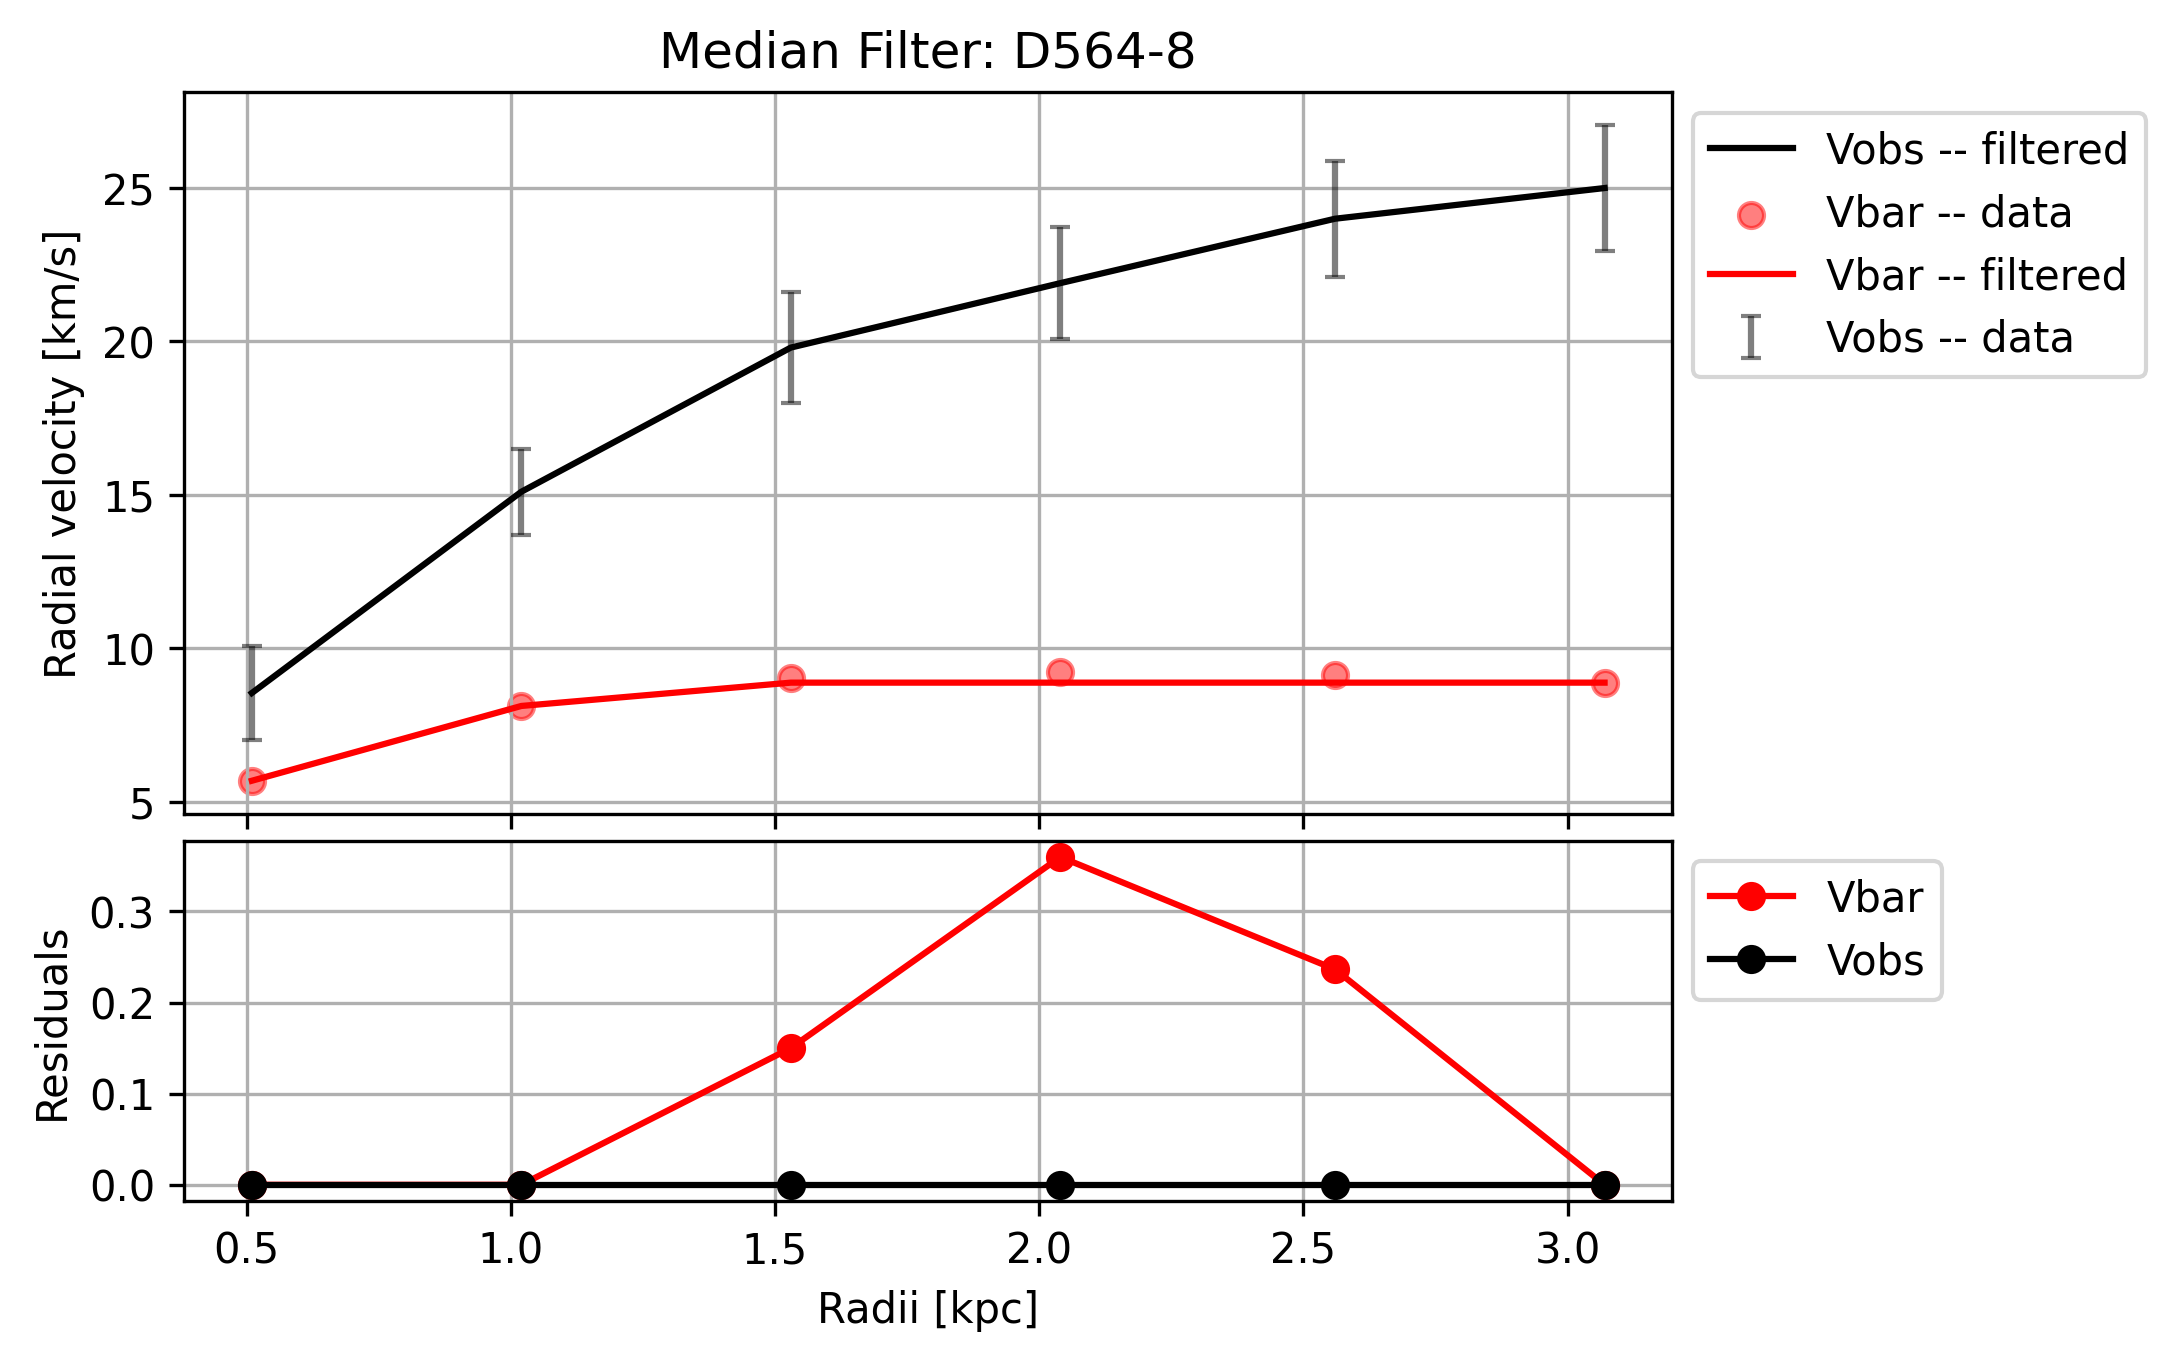 Median Filter: D564-8
Radial velocity [km/s]
25
20
15
10
5
Vobs -- filtered
Vbar -- data
Vbar -- filtered
Vobs -- data
Residuals
0.3
0.2
0.1
0.0
Vbar
Vobs
0.5 1.0 1.5 2.0 2.5 3.0
Radii [kpc]